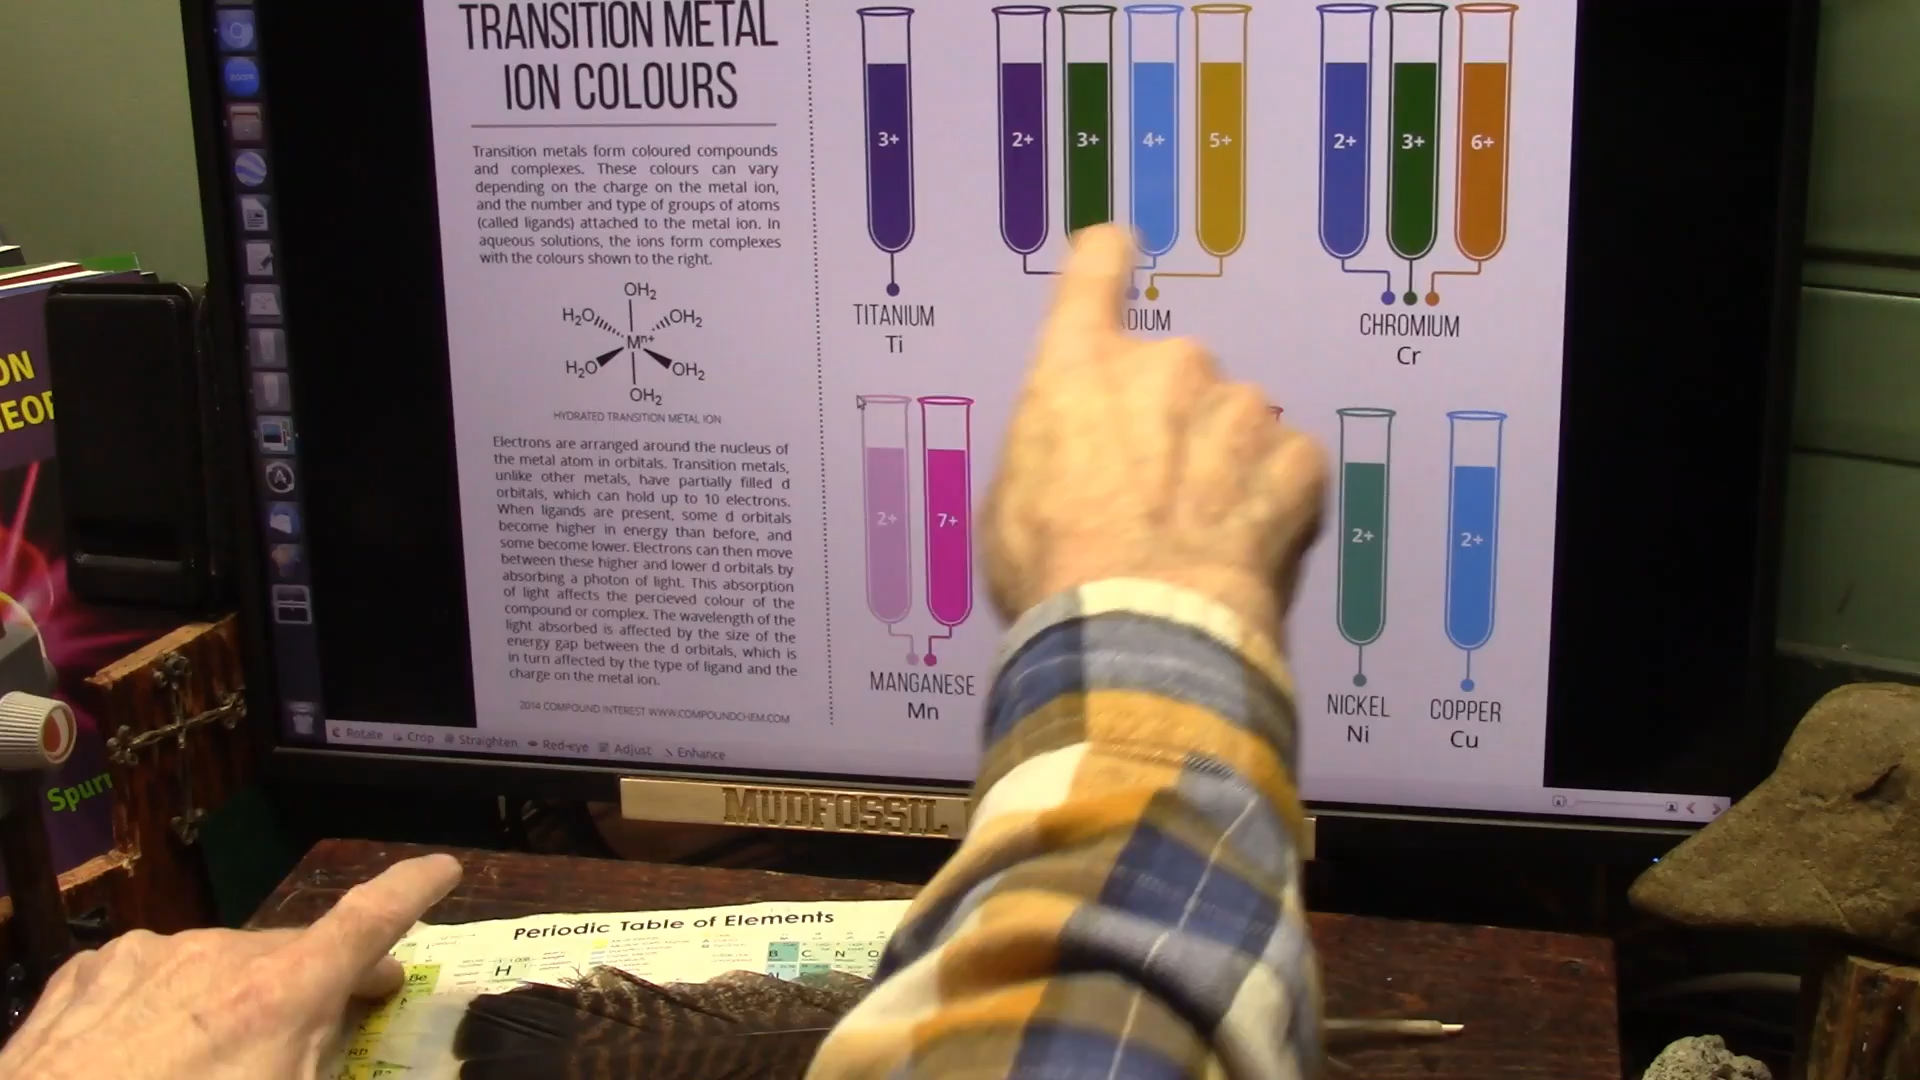 TRANSITION METAL
ION COLOURS
Transition metals form coloured compounds
and complexes. These colours can vary
depending on the charge on the metal ion,
and the number and type of groups of atoms
(called ligands) attached to the metal ion. In
aqueous solutions, the ions form complexes
with the colours shown to the right.
OH₂
H₂O OH₂
Mⁿ⁺
H₂O OH₂
OH₂
HYDRATED TRANSITION METAL ION
Electrons are arranged around the nucleus of
the metal atom in orbitals. Transition metals,
unlike other metals, have partially filled d
orbitals, which can hold up to 10 electrons.
When ligands are present, some d orbitals
become higher in energy than before, and
some become lower. Electrons can then move
between these higher and lower d orbitals by
absorbing a photon of light. This absorption
of light affects the percieved colour of the
compound or complex. The wavelength of the
light absorbed is affected by the size of the
energy gap between the d orbitals, which is
in turn affected by the type of ligand and the
charge on the metal ion.
2014 COMPOUND INTEREST WWW.COMPOUNDCHEM.COM
3+
TITANIUM
Ti
2+ 3+ 4+ 5+
ADIUM
2+ 3+ 6+
CHROMIUM
Cr
2+ 7+
MANGANESE
Mn
2+
NICKEL
Ni
2+
COPPER
Cu
Rotate Crop Straighten Red-eye Adjust Enhance
zoom
MUDFOSSIL
ON
EOR
Spurr
Periodic Table of Elements
H
Be
B C N O